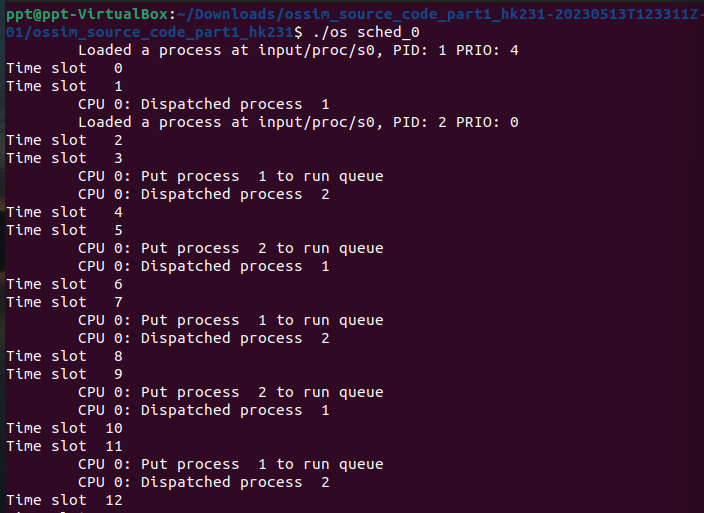 ppt@ppt-VirtualBox:~/Downloads/ossim_source_code_part1_hk231-20230513T123311Z-
01/ossim_source_code_part1_hk231$ ./os sched_0
        Loaded a process at input/proc/s0, PID: 1 PRIO: 4
Time slot   0
Time slot   1
        CPU 0: Dispatched process  1
        Loaded a process at input/proc/s0, PID: 2 PRIO: 0
Time slot   2
Time slot   3
        CPU 0: Put process  1 to run queue
        CPU 0: Dispatched process  2
Time slot   4
Time slot   5
        CPU 0: Put process  2 to run queue
        CPU 0: Dispatched process  1
Time slot   6
Time slot   7
        CPU 0: Put process  1 to run queue
        CPU 0: Dispatched process  2
Time slot   8
Time slot   9
        CPU 0: Put process  2 to run queue
        CPU 0: Dispatched process  1
Time slot  10
Time slot  11
        CPU 0: Put process  1 to run queue
        CPU 0: Dispatched process  2
Time slot  12